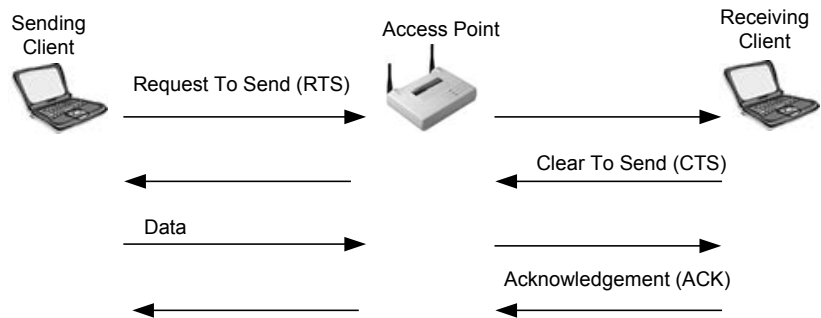 Sending
Client
Access Point
Receiving
Client
Request To Send (RTS)
Clear To Send (CTS)
Data
Acknowledgement (ACK)